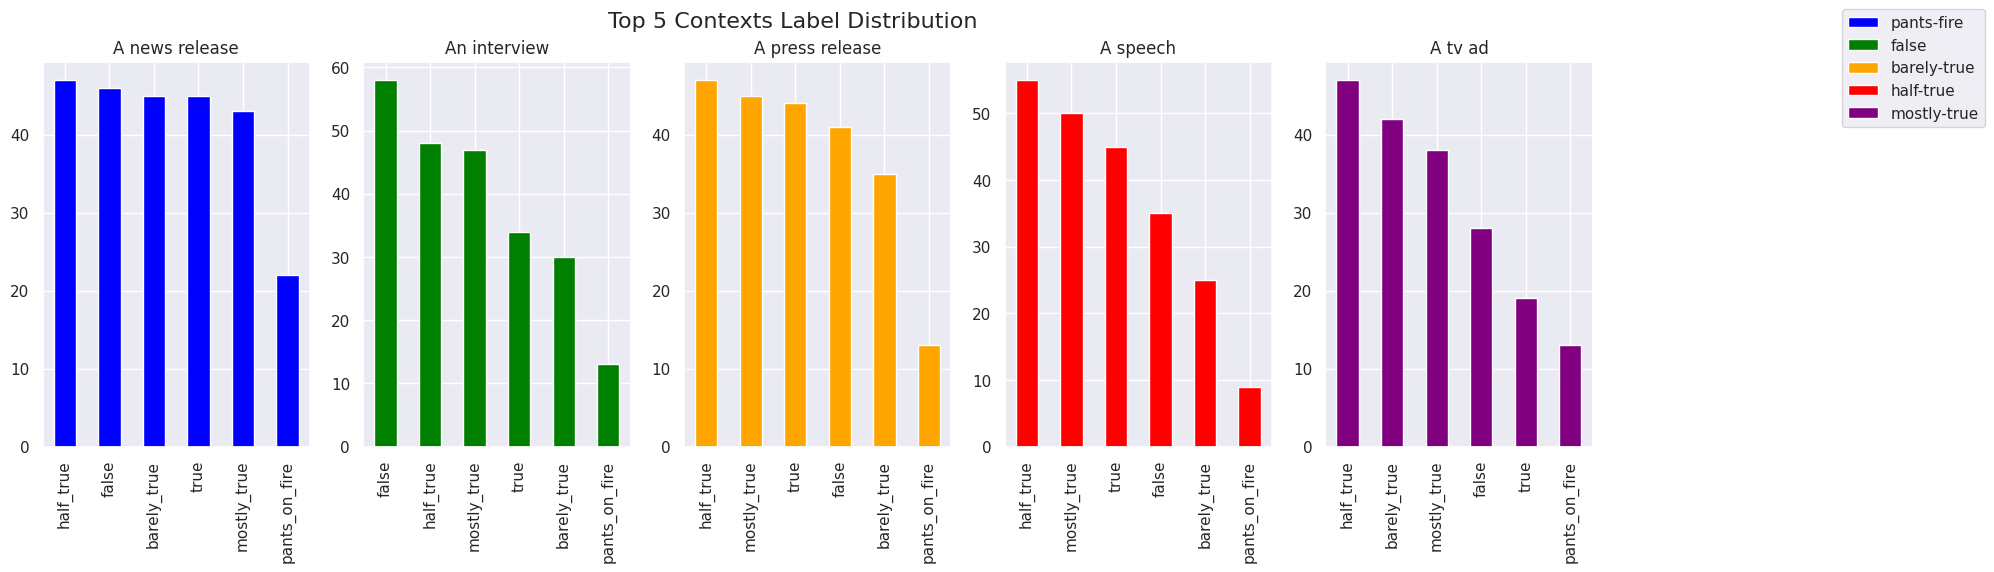 Top 5 Contexts Label Distribution
pants-fire
false
barely-true
half-true
mostly-true
A news release
40
30
20
10
0
half_true
false
barely_true
true
mostly_true
pants_on_fire
An interview
60
50
40
30
20
10
0
false
half_true
mostly_true
true
barely_true
pants_on_fire
A press release
40
30
20
10
0
half_true
mostly_true
true
false
barely_true
pants_on_fire
A speech
50
40
30
20
10
0
half_true
mostly_true
true
false
barely_true
pants_on_fire
A tv ad
40
30
20
10
0
half_true
barely_true
mostly_true
false
true
pants_on_fire